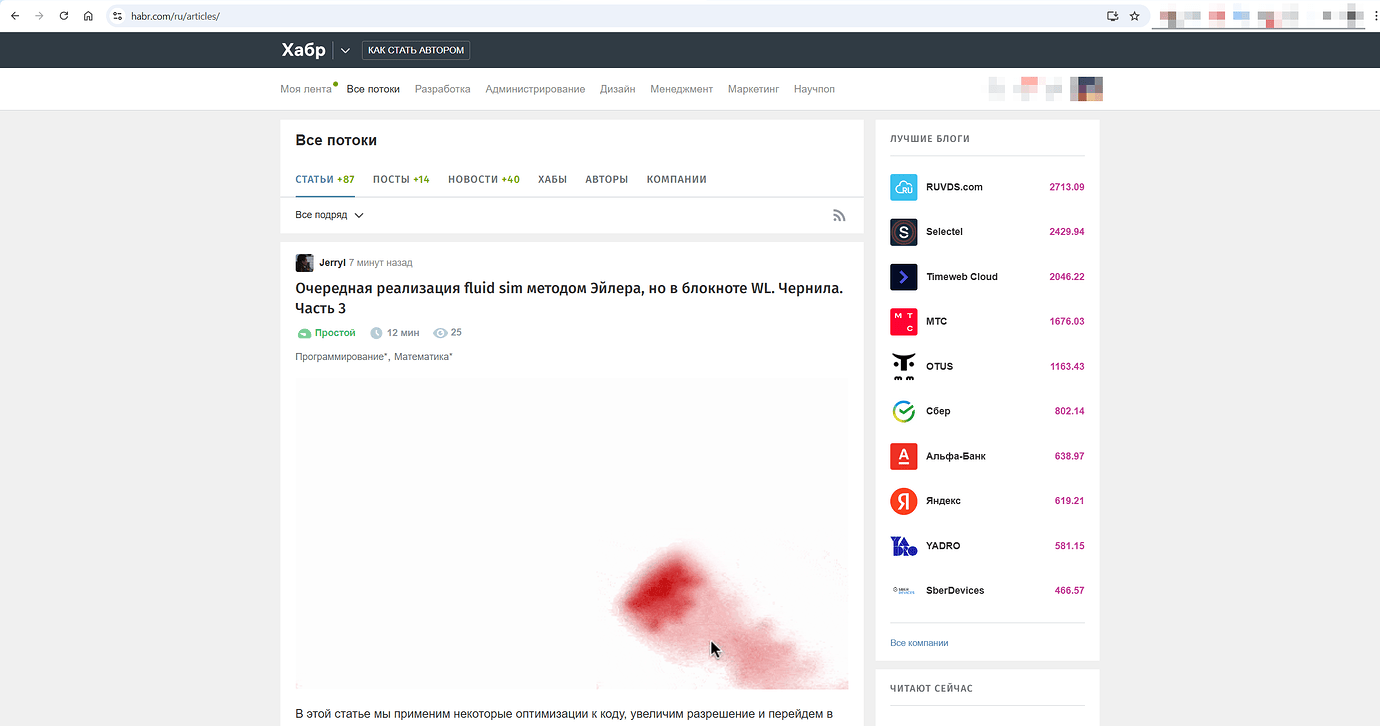 habr.com/ru/articles/
Хабр
КАК СТАТЬ АВТОРОМ
Моя лента Все потоки Разработка Администрирование Дизайн Менеджмент Маркетинг Научпоп
Все потоки
СТАТЬИ +87 ПОСТЫ +14 НОВОСТИ +40 ХАБЫ АВТОРЫ КОМПАНИИ
Все подряд
Jerryl 7 минут назад
Очередная реализация fluid sim методом Эйлера, но в блокноте WL. Чернила.
Часть 3
Простой 12 мин 25
Программирование*, Математика*
В этой статье мы применим некоторые оптимизации к коду, увеличим разрешение и перейдем в
ЛУЧШИЕ БЛОГИ
RU
RUVDS.com 2713.09
S
Selectel 2429.94
Timeweb Cloud 2046.22
М Т
С
МТС 1676.03
OTUS 1163.43
Сбер 802.14
А
Альфа-Банк 638.97
Я
Яндекс 619.21
YADRO
YADRO 581.15
SberDevices 466.57
Все компании
ЧИТАЮТ СЕЙЧАС